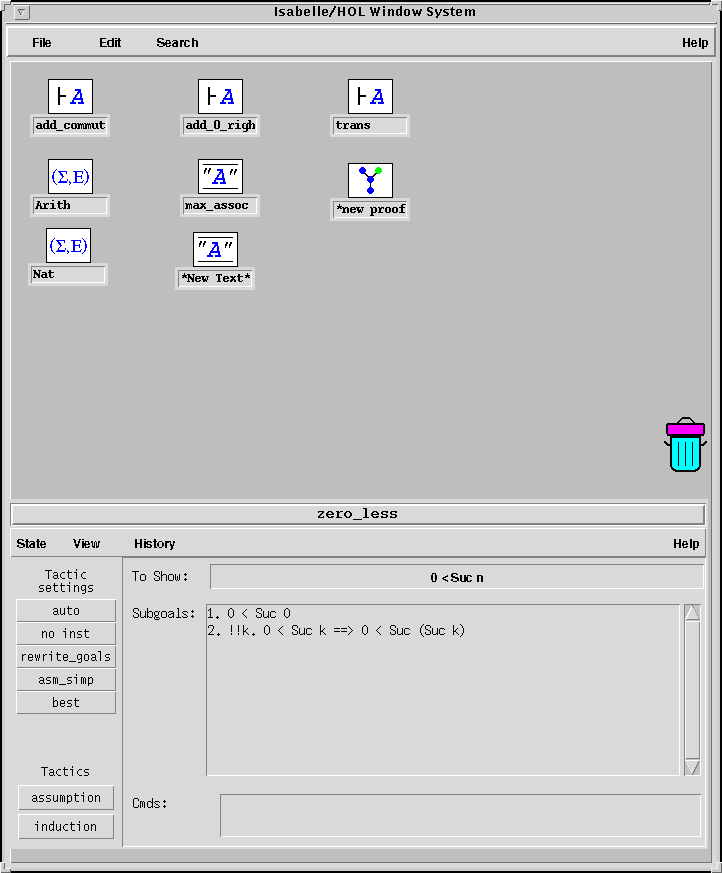 Isabelle/HOL Window System
File Edit Search Help
⊢A ⊢A ⊢A
add_commut add_0_righ trans
(Σ,E) "A"
Arith max_assoc *new proof
(Σ,E) "A"
Nat *New Text*
zero_less
State View History Help
Tactic
settings
auto
no inst
rewrite_goals
asm_simp
best
Tactics
assumption
induction
To Show: 0 <Suc n
Subgoals: 1. 0 < Suc 0
2. !!k. 0 < Suc k ==> 0 < Suc (Suc k)
Cmds: